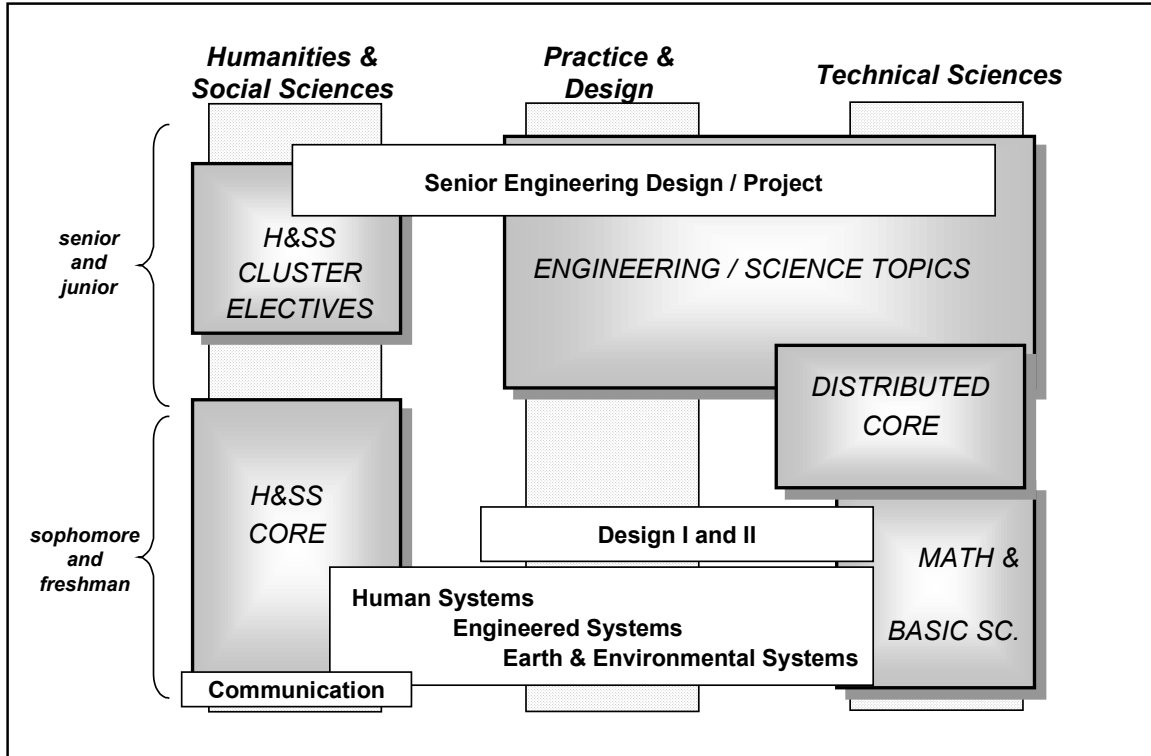 Humanities &
Social Sciences
Practice &
Design
Technical Sciences
Senior Engineering Design / Project
senior
and
junior
H&SS
CLUSTER
ELECTIVES
ENGINEERING / SCIENCE TOPICS
DISTRIBUTED
CORE
H&SS
CORE
sophomore
and
freshman
Design I and II
MATH &
BASIC SC.
Human Systems
Engineered Systems
Earth & Environmental Systems
Communication